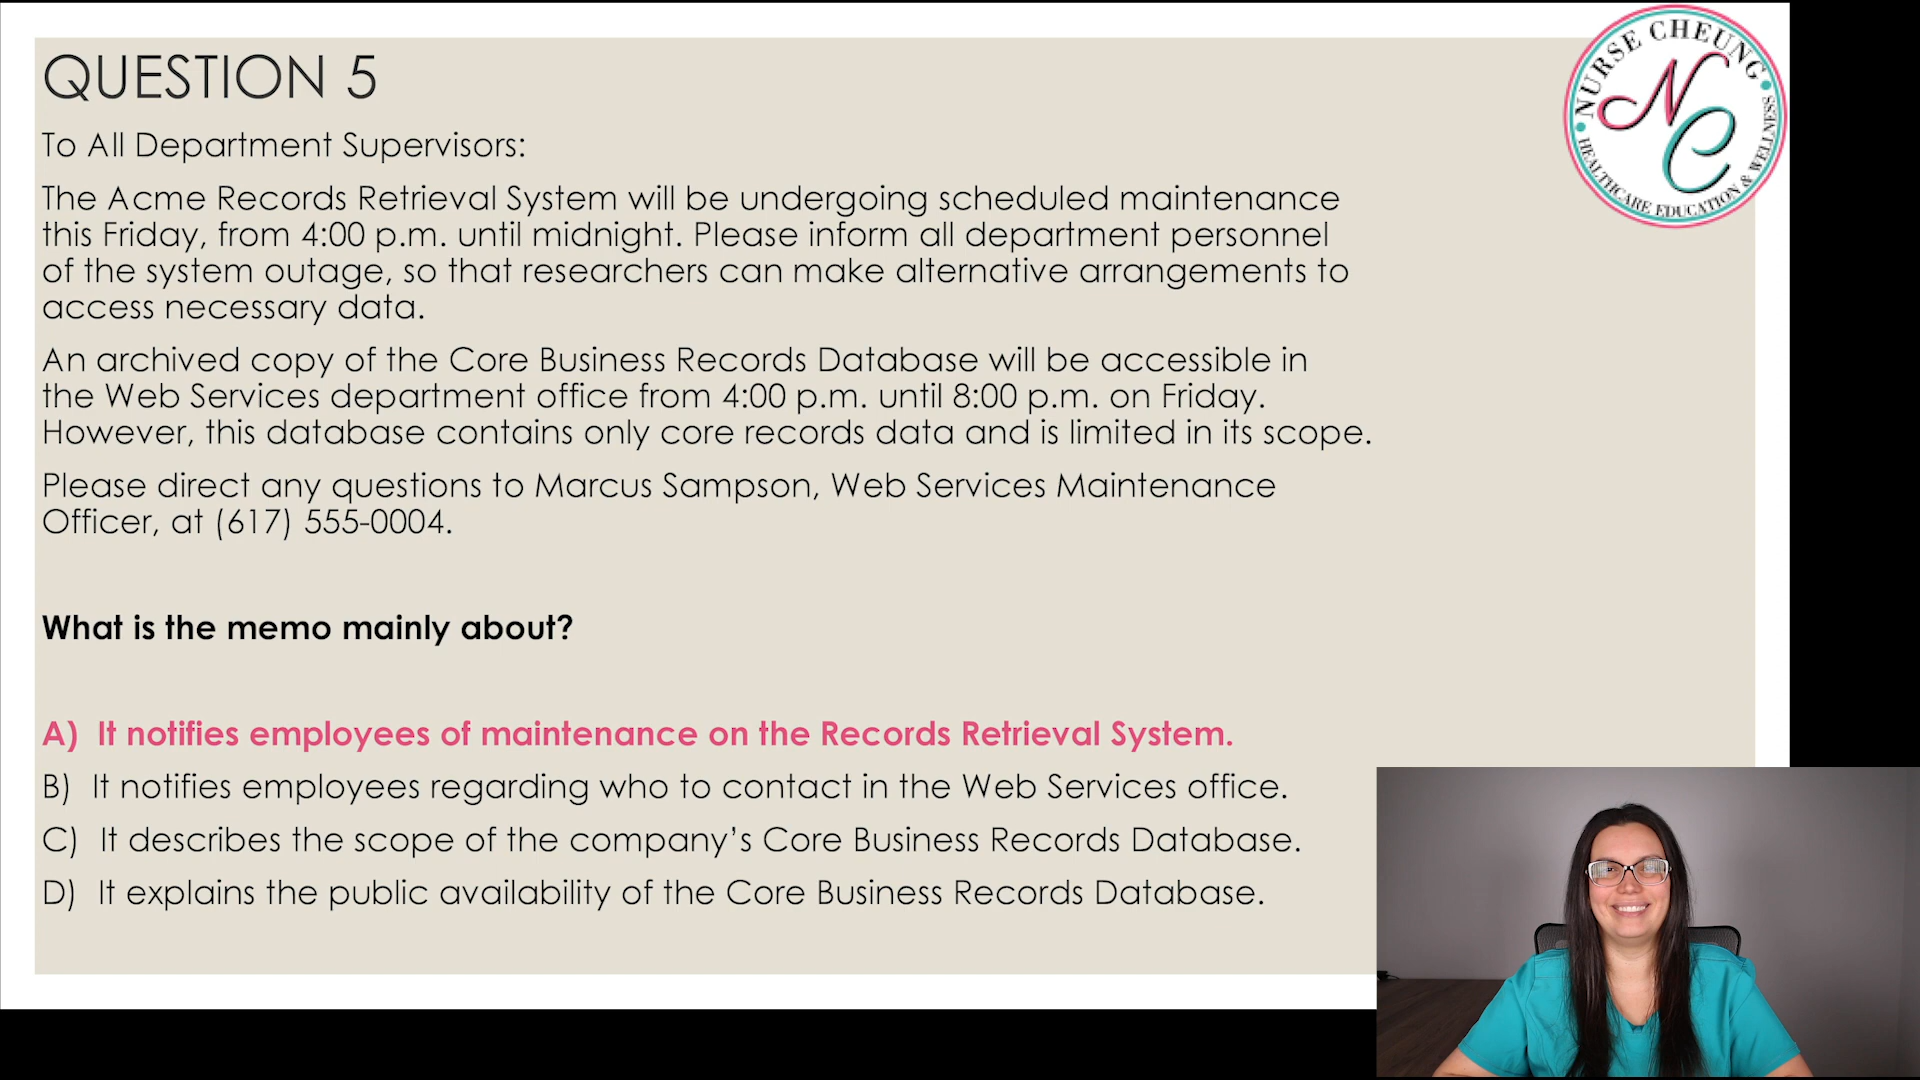 QUESTION 5
To All Department Supervisors:
The Acme Records Retrieval System will be undergoing scheduled maintenance
this Friday, from 4:00 p.m. until midnight. Please inform all department personnel
of the system outage, so that researchers can make alternative arrangements to
access necessary data.
An archived copy of the Core Business Records Database will be accessible in
the Web Services department office from 4:00 p.m. until 8:00 p.m. on Friday.
However, this database contains only core records data and is limited in its scope.
Please direct any questions to Marcus Sampson, Web Services Maintenance
Officer, at (617) 555-0004.
What is the memo mainly about?
A) It notifies employees of maintenance on the Records Retrieval System.
B) It notifies employees regarding who to contact in the Web Services office.
C) It describes the scope of the company’s Core Business Records Database.
D) It explains the public availability of the Core Business Records Database.
NURSE CHEUNG
NC
HEALTHCARE EDUCATION & WELLNESS